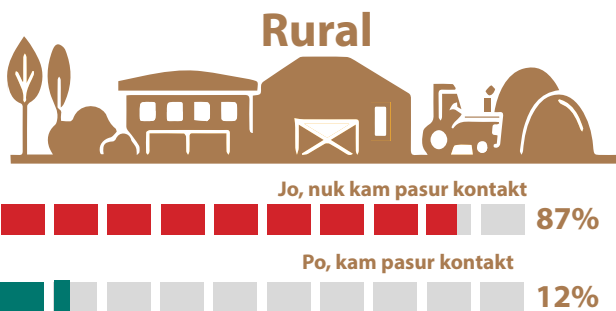 Rural
Jo, nuk kam pasur kontakt
87%
Po, kam pasur kontakt
12%